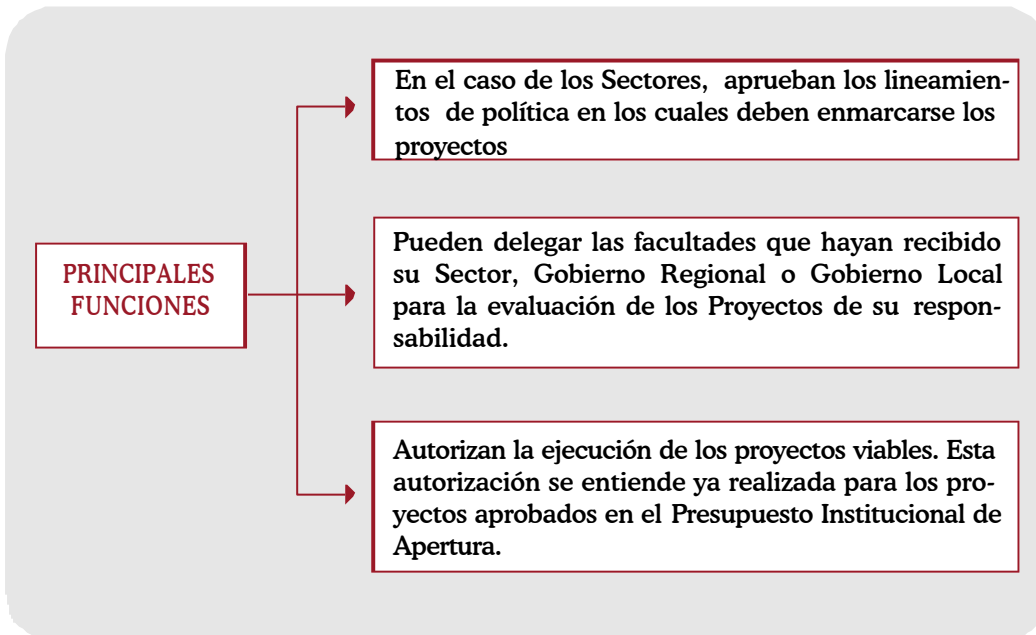 PRINCIPALES
FUNCIONES
En el caso de los Sectores, aprueban los lineamien-
tos de política en los cuales deben enmarcarse los
proyectos
Pueden delegar las facultades que hayan recibido
su Sector, Gobierno Regional o Gobierno Local
para la evaluación de los Proyectos de su respon-
sabilidad.
Autorizan la ejecución de los proyectos viables. Esta
autorización se entiende ya realizada para los pro-
yectos aprobados en el Presupuesto Institucional de
Apertura.